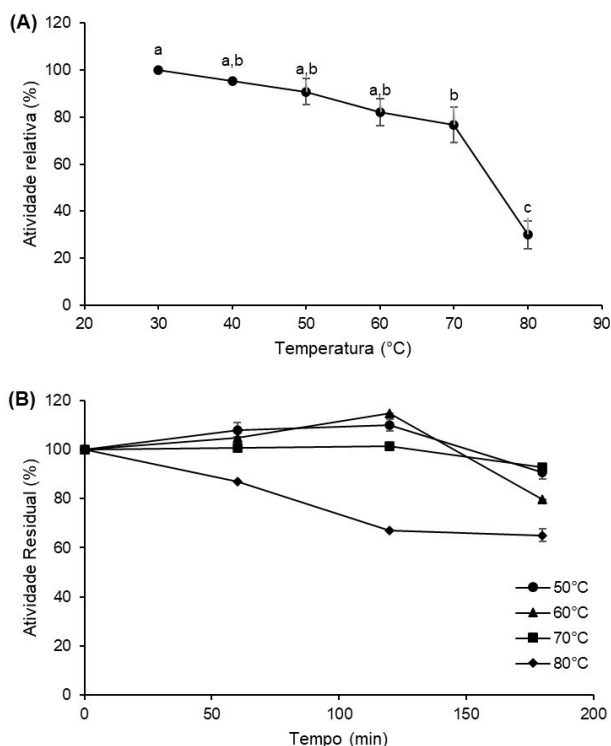 (A)
120
100
80
60
40
20
0
Atividade relativa (%)
a
a,b
a,b
a,b
b
c
20 30 40 50 60 70 80 90
Temperatura (°C)
(B)
120
100
80
60
40
20
0
Atividade Residual (%)
50°C
60°C
70°C
80°C
0 50 100 150 200
Tempo (min)